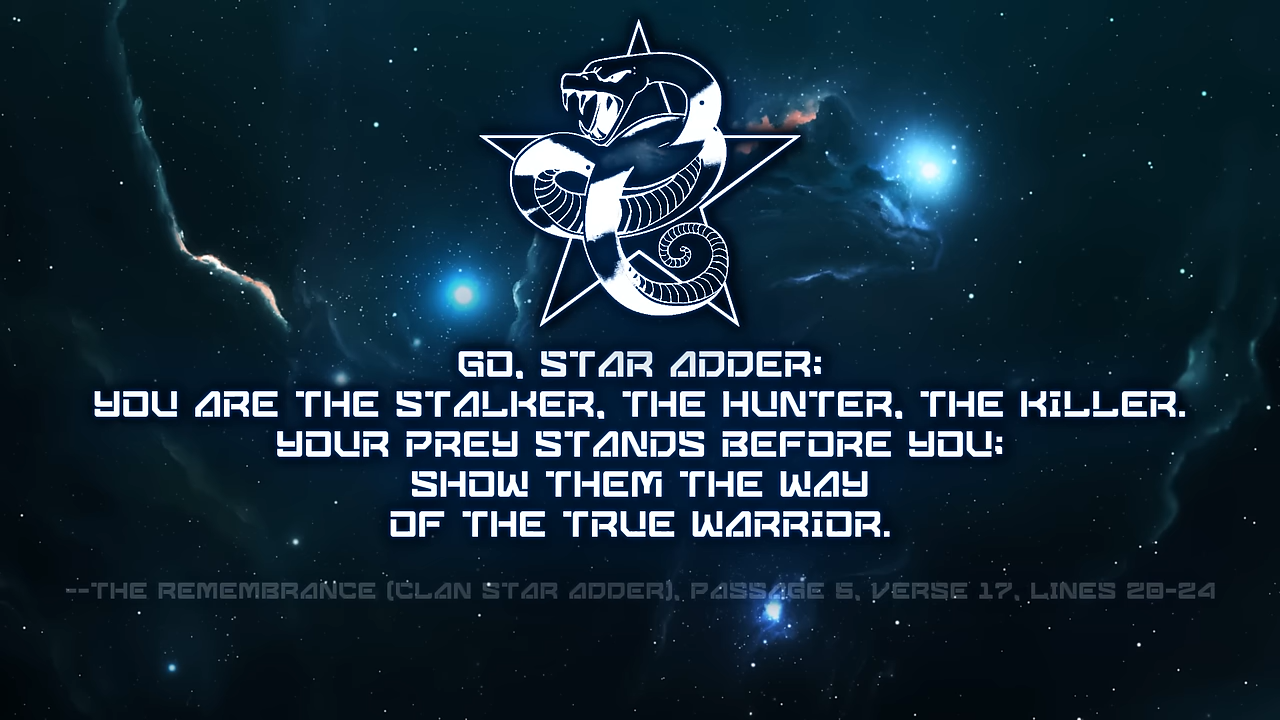 GO, STAR ADDER:
YOU ARE THE STALKER, THE HUNTER, THE KILLER.
YOUR PREY STANDS BEFORE YOU;
SHOW THEM THE WAY
OF THE TRUE WARRIOR.
--THE REMEMBRANCE (CLAN STAR ADDER), PASSAGE 5, VERSE 17, LINES 20-24